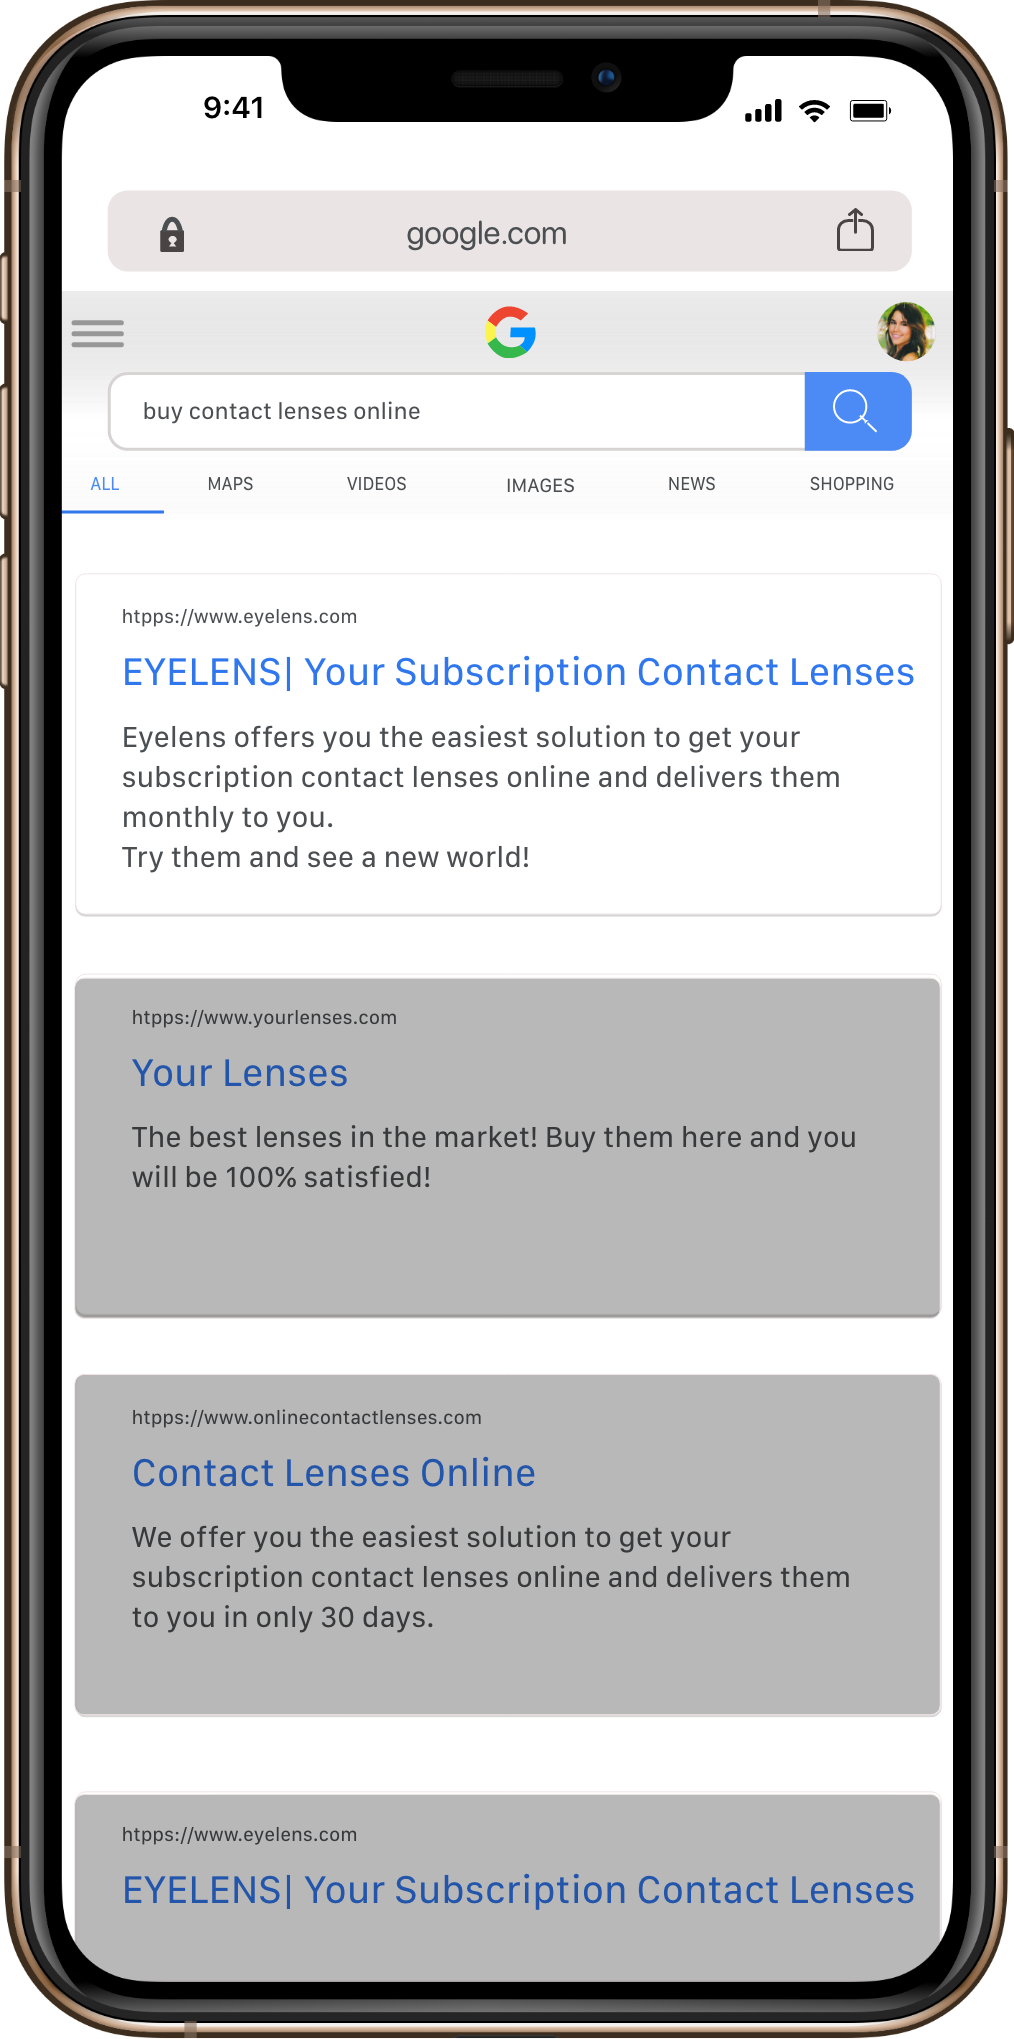 9:41
google.com
G
buy contact lenses online
ALL MAPS VIDEOS IMAGES NEWS SHOPPING
htpps://www.eyelens.com
EYELENS| Your Subscription Contact Lenses
Eyelens offers you the easiest solution to get your
subscription contact lenses online and delivers them
monthly to you.
Try them and see a new world!
htpps://www.yourlenses.com
Your Lenses
The best lenses in the market! Buy them here and you
will be 100% satisfied!
htpps://www.onlinecontactlenses.com
Contact Lenses Online
We offer you the easiest solution to get your
subscription contact lenses online and delivers them
to you in only 30 days.
htpps://www.eyelens.com
EYELENS| Your Subscription Contact Lenses